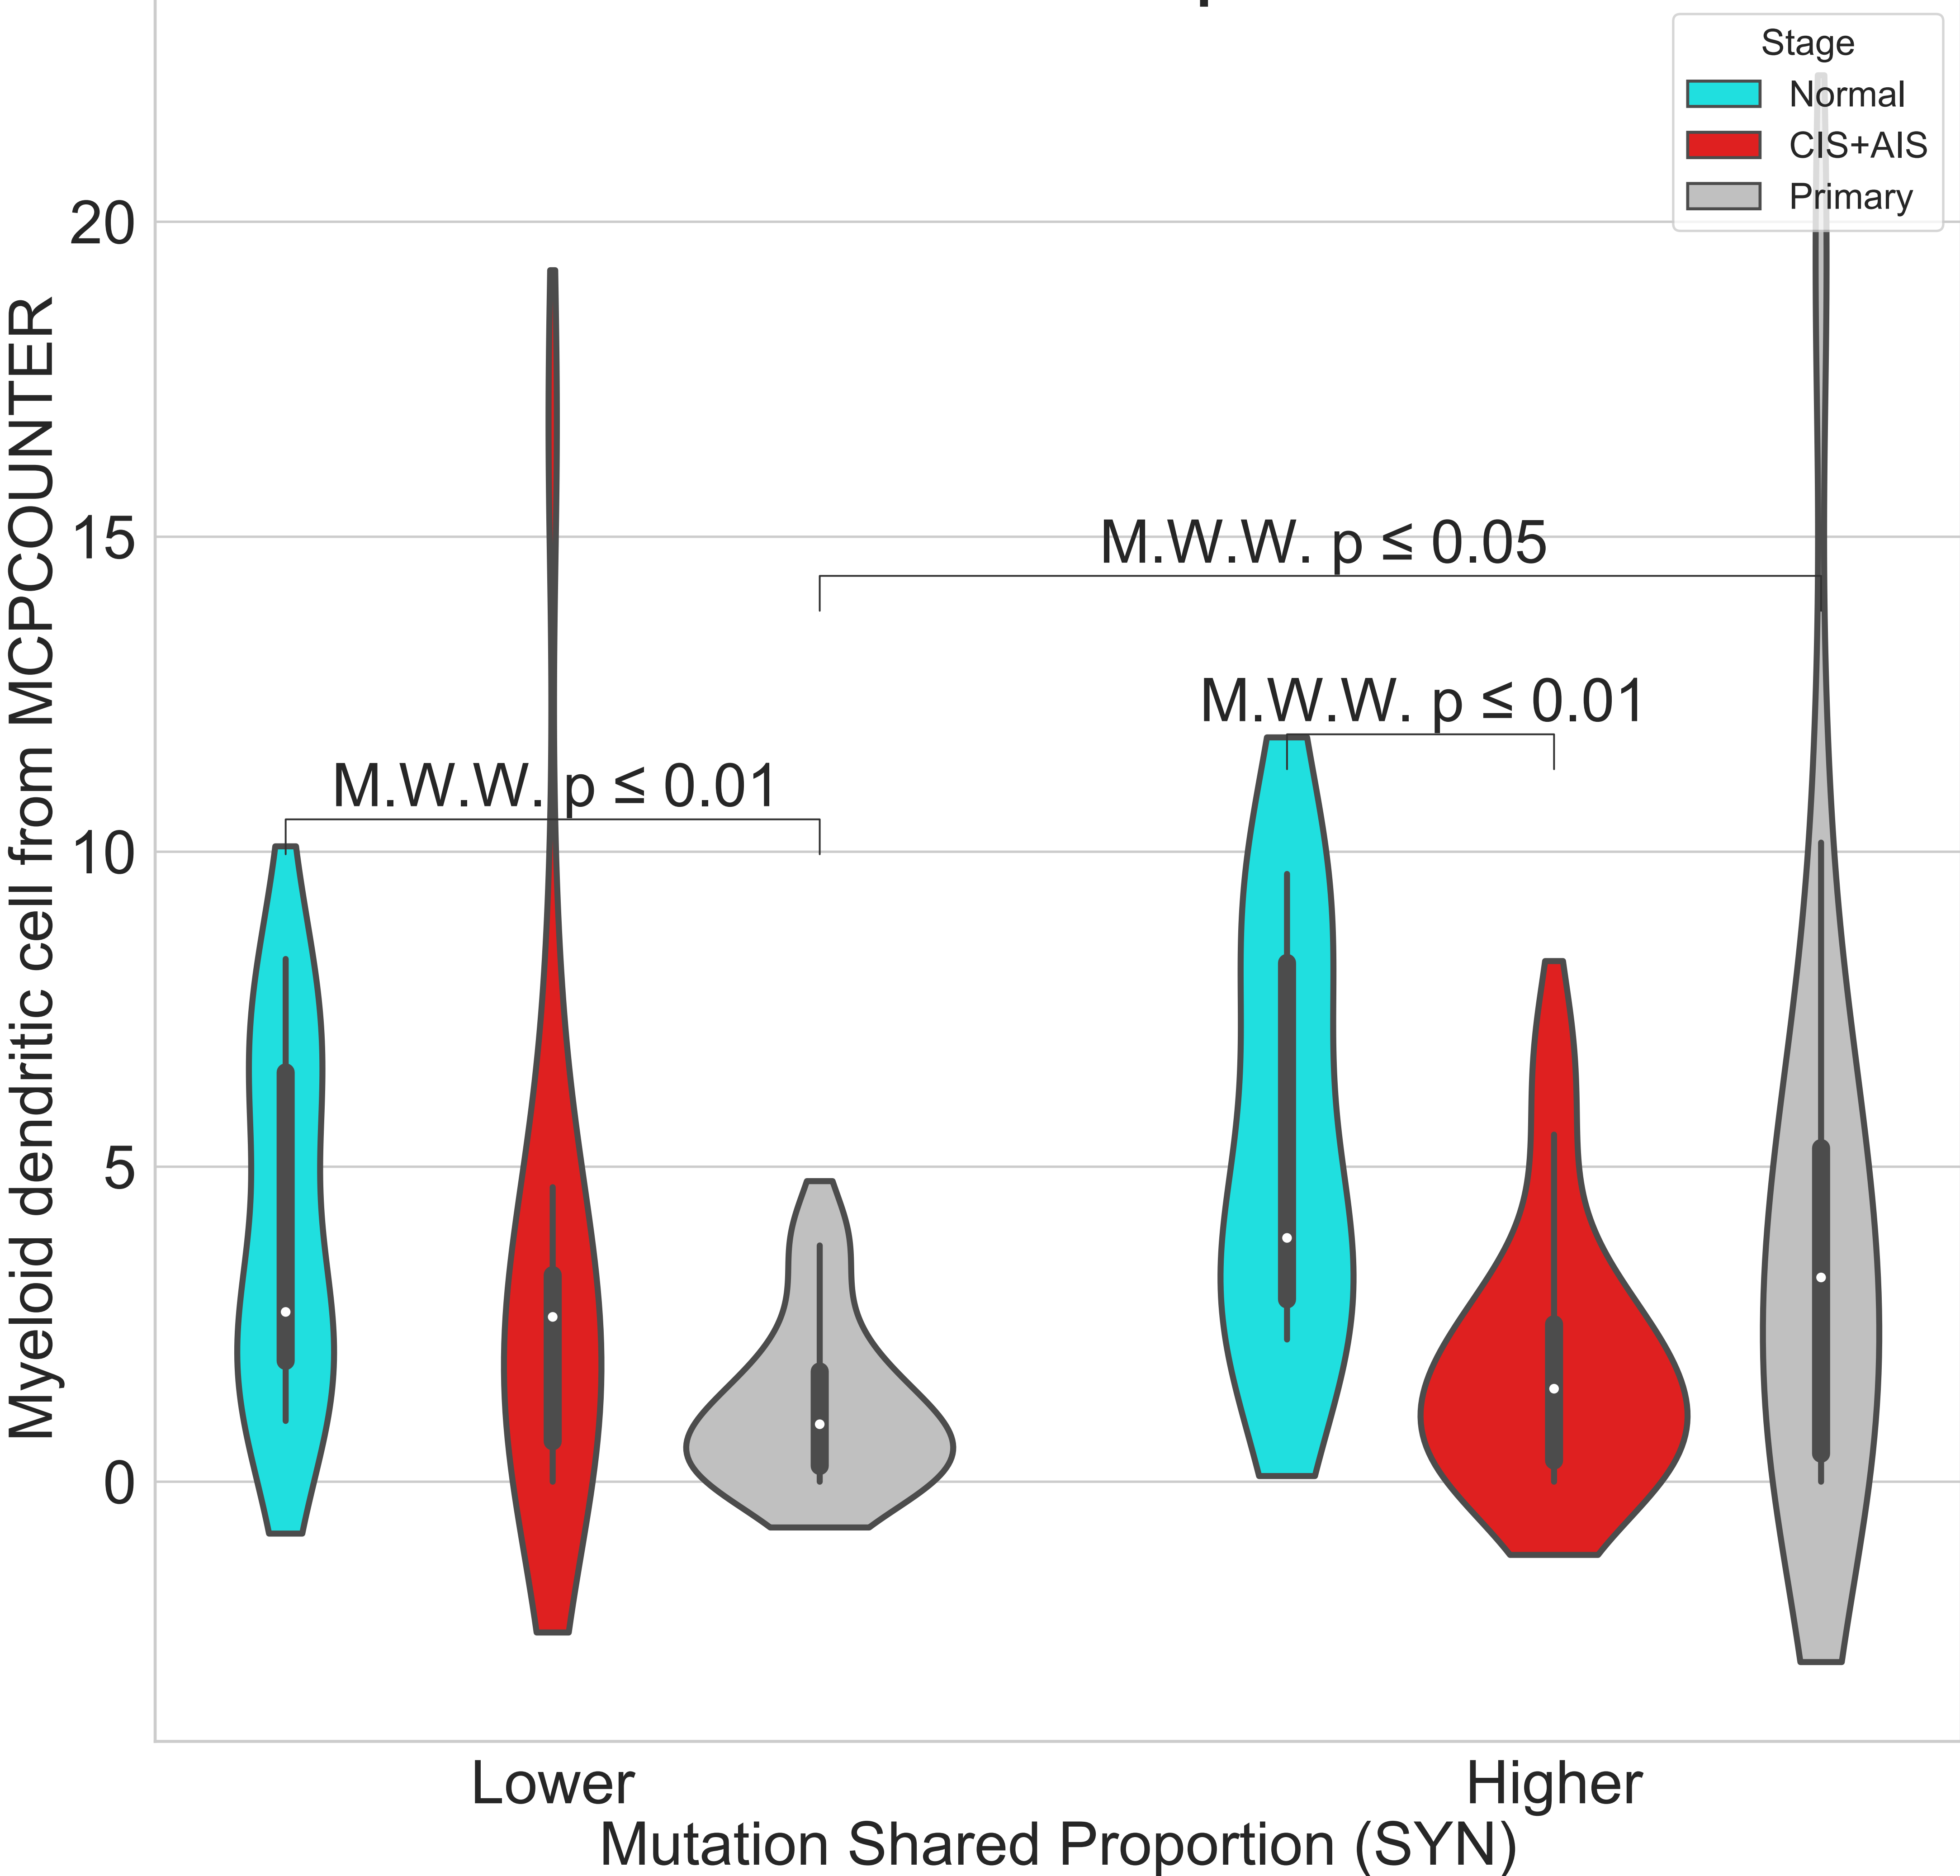 Stage
Normal
CIS+AIS
Primary
20
15
10
5
0
Myeloid dendritic cell from MCPCOUNTER
M.W.W. p ≤ 0.05
M.W.W. p ≤ 0.01
M.W.W. p ≤ 0.01
Lower
Higher
Mutation Shared Proportion (SYN)